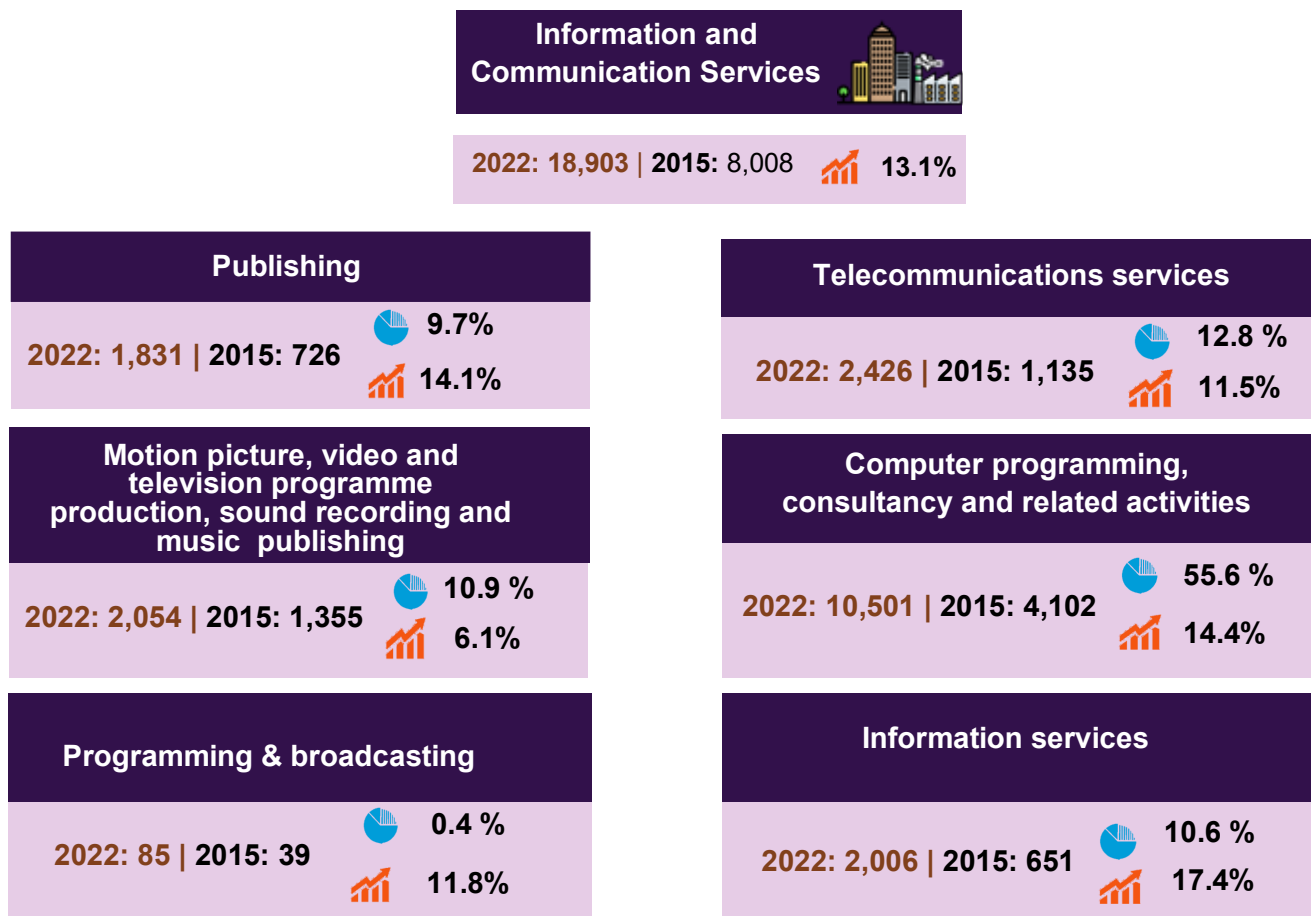 Information and
Communication Services
2022: 18,903 | 2015: 8,008 13.1%
Publishing
2022: 1,831 | 2015: 726
9.7%
14.1%
Telecommunications services
2022: 2,426 | 2015: 1,135
12.8 %
11.5%
Motion picture, video and
television programme
production, sound recording and
music publishing
2022: 2,054 | 2015: 1,355
10.9 %
6.1%
Computer programming,
consultancy and related activities
2022: 10,501 | 2015: 4,102
55.6 %
14.4%
Programming & broadcasting
2022: 85 | 2015: 39
0.4 %
11.8%
Information services
2022: 2,006 | 2015: 651
10.6 %
17.4%